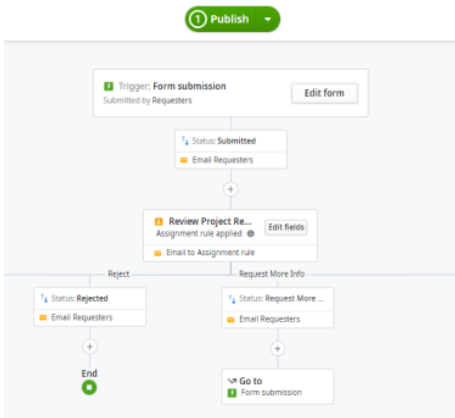 1 Publish
Trigger: Form submission
Submitted by Requesters
Edit form
Status: Submitted
Email Requesters
Review Project Re...
Assignment rule applied
Edit fields
Email to Assignment rule
Reject
Request More Info
Status: Rejected
Email Requesters
Status: Request More ...
Email Requesters
End
Go to
Form submission